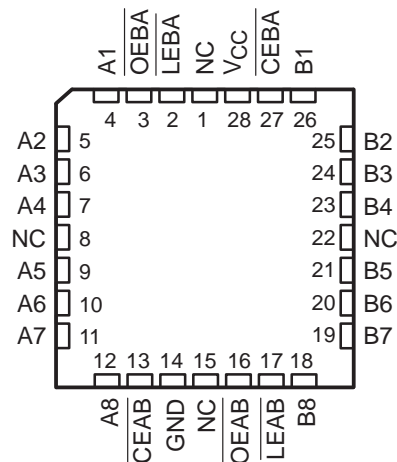 A1 OEBA LEBA NC VCC CEBA B1
4 3 2 1 28 27 26
A2 5 25 B2
A3 6 24 B3
A4 7 23 B4
NC 8 22 NC
A5 9 21 B5
A6 10 20 B6
A7 11 19 B7
12 13 14 15 16 17 18
A8 CEAB GND NC OEAB LEAB B8